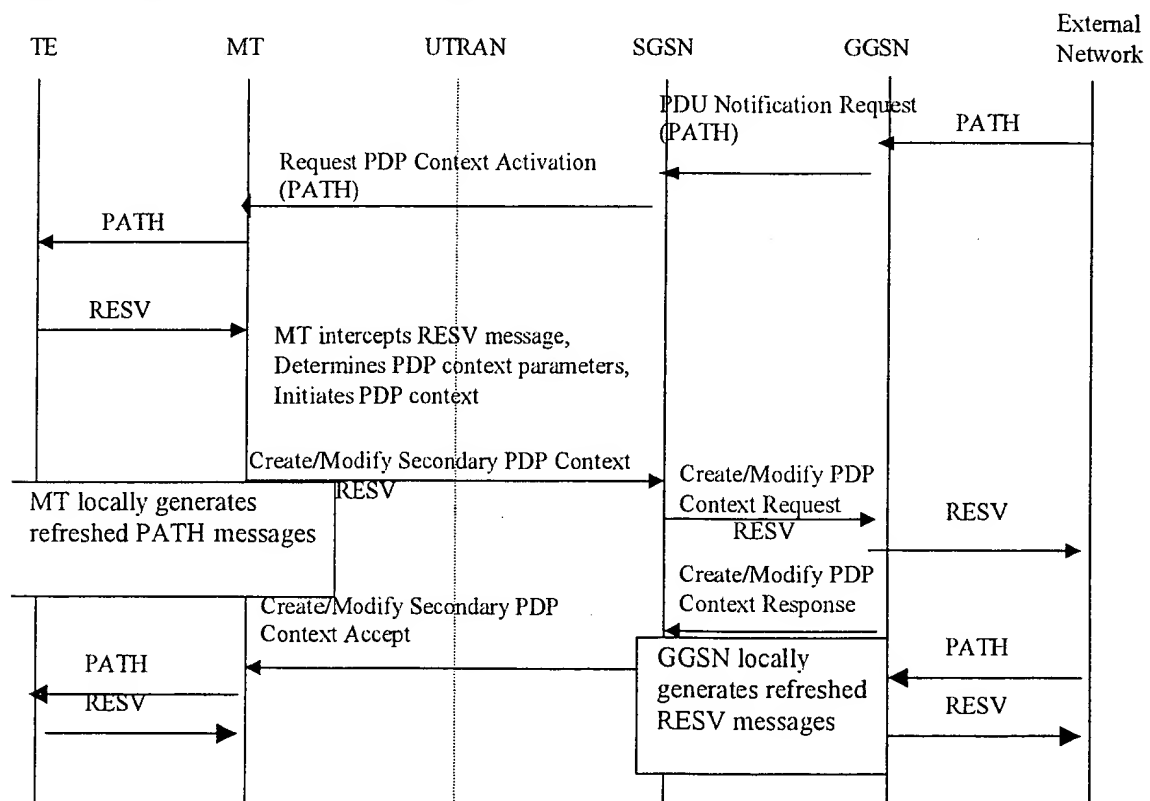 External
Network
TE
MT
UTRAN
SGSN
GGSN
PDU Notification Request
(PATH)
PATH
Request PDP Context Activation
(PATH)
PATH
RESV
MT intercepts RESV message,
Determines PDP context parameters,
Initiates PDP context
Create/Modify Secondary PDP Context
RESV
Create/Modify PDP
Context Request
RESV
RESV
MT locally generates
refreshed PATH messages
Create/Modify PDP
Context Response
Create/Modify Secondary PDP
Context Accept
GGSN locally
generates refreshed
RESV messages
PATH
RESV
PATH
RESV